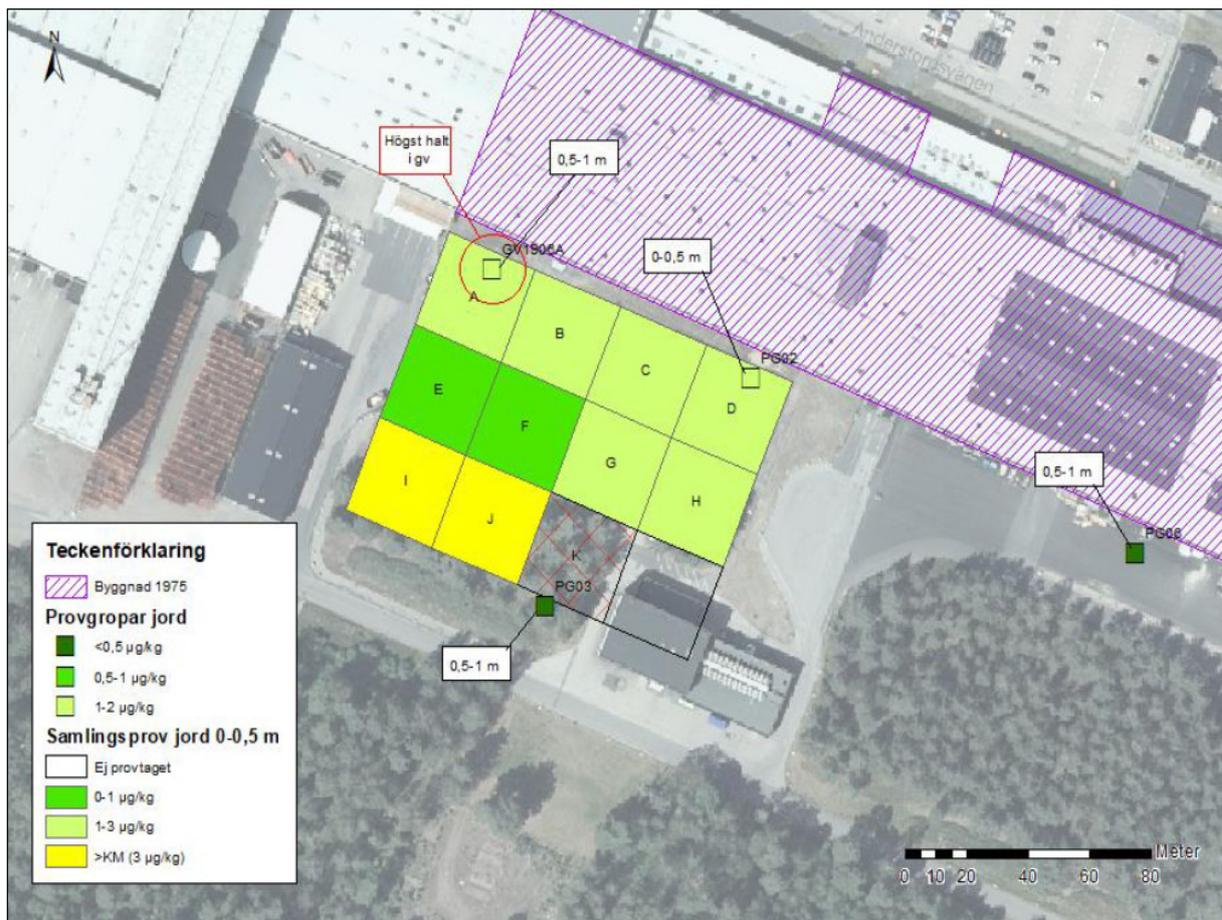 N
Anderstorpsvägen
Högst halt
i gv
0,5-1 m
GV1906A
0-0,5 m
PG02
A
B
C
D
E
F
G
H
I
J
K
0,5-1 m
PG06
PG03
0,5-1 m
Teckenförklaring
Byggnad 1975
Provgropar jord
<0,5 µg/kg
0,5-1 µg/kg
1-2 µg/kg
Samlingsprov jord 0-0,5 m
Ej provtaget
0-1 µg/kg
1-3 µg/kg
>KM (3 µg/kg)
Meter
0 10 20 40 60 80